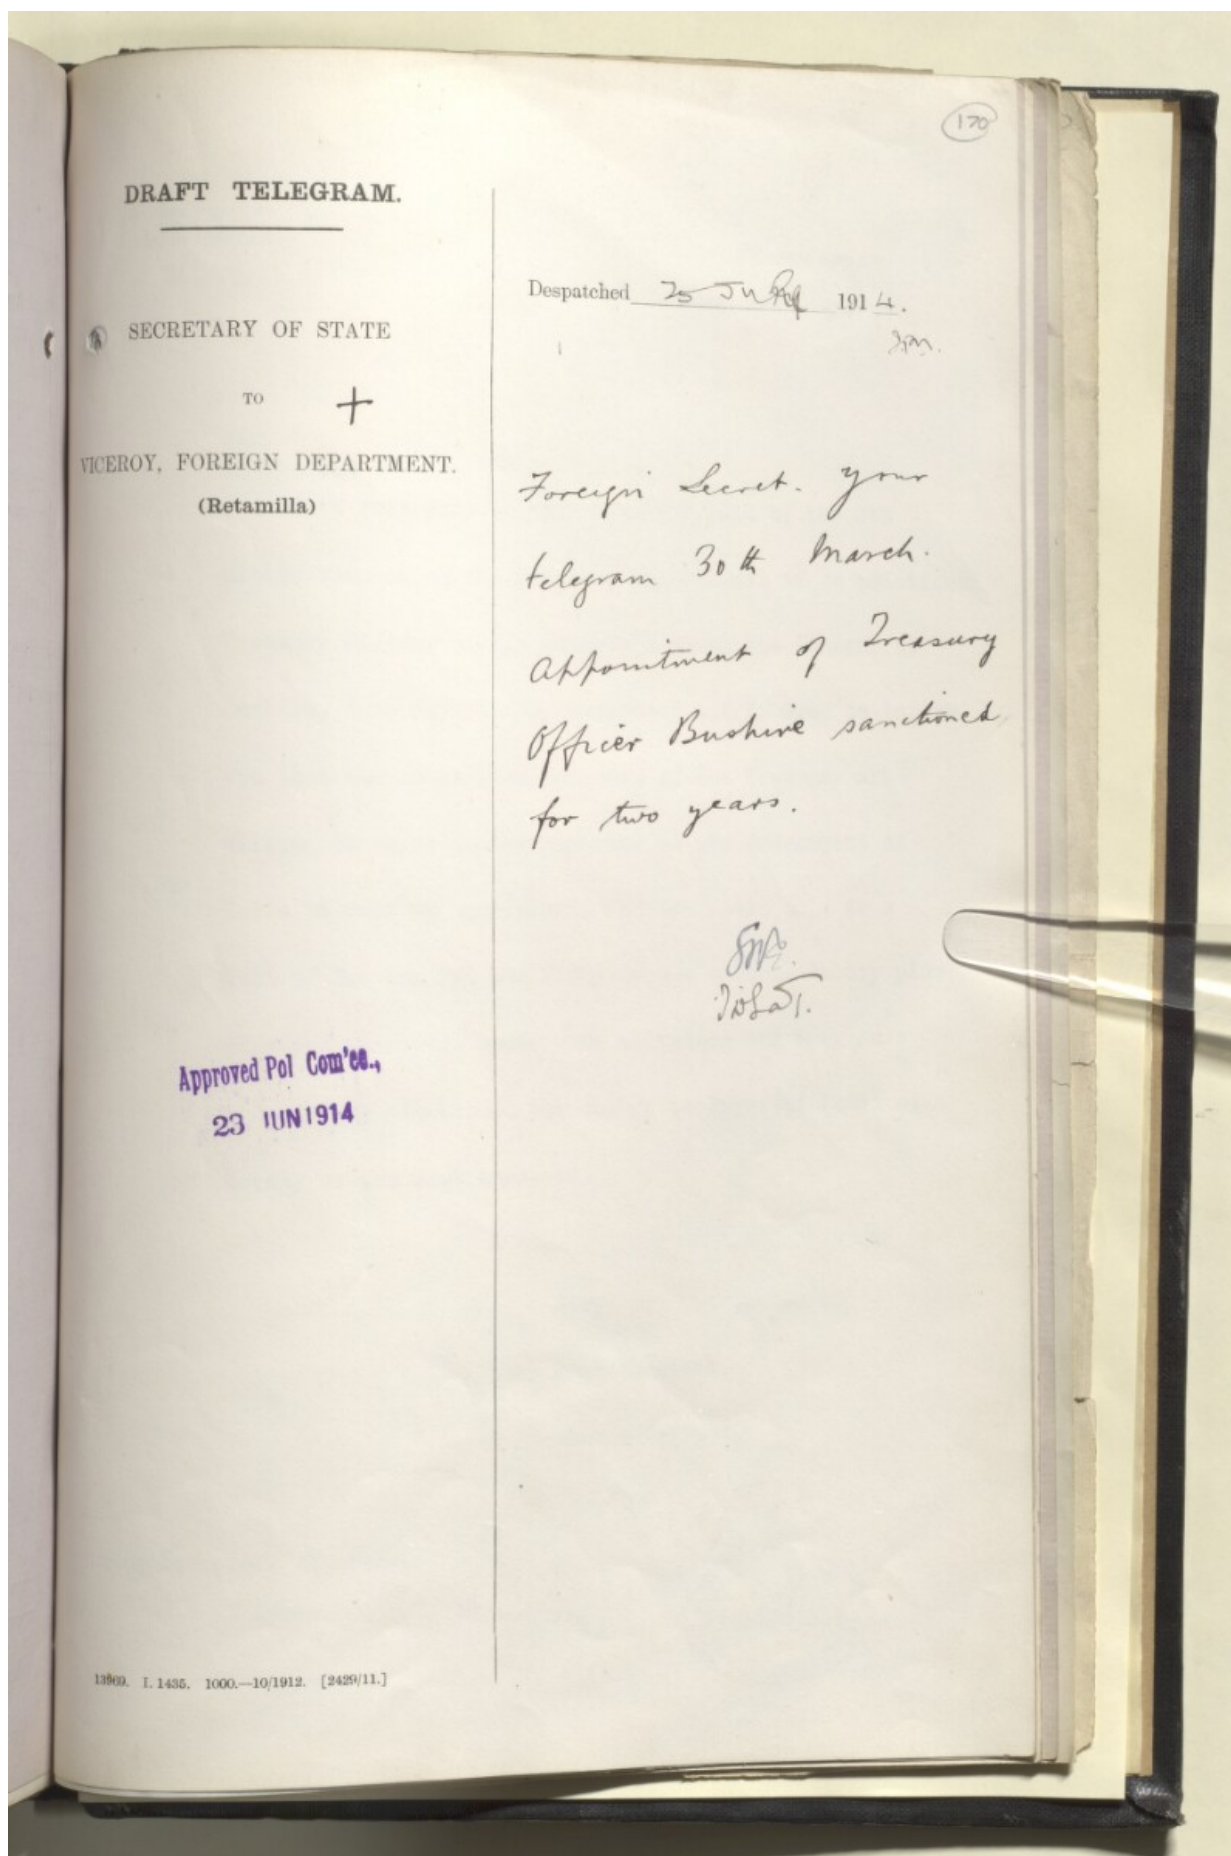 170
DRAFT TELEGRAM.
SECRETARY OF STATE
TO
VICEROY, FOREIGN DEPARTMENT.
(Retamilla)
Approved Pol Com'ee.,
23 JUN 1914
13969. I. 1435. 1000.—10/1912. [2429/11.]
Despatched 25 1914.
Foreign Secret. Your
telegram 30th March.
Appointment of Treasury
Officer Bushire sanctioned
for two years.